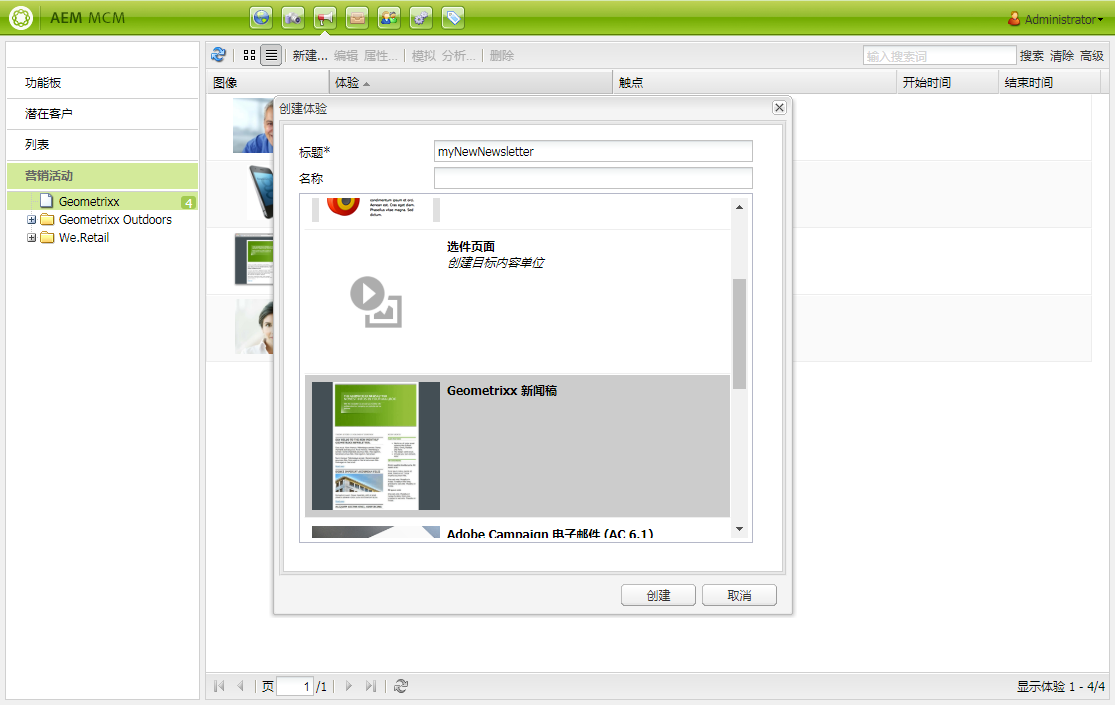 AEM MCM
Administrator
新建... 编辑 属性... 模拟 分析... 删除
输入搜索词 搜索 清除 高级
图像 体验 触点 开始时间 结束时间
功能板
潜在客户
列表
营销活动
Geometrixx 4
Geometrixx Outdoors
We.Retail
创建体验
标题* myNewNewsletter
名称
condimentum ipsum et orci.
Aenean est. Cras eget diam.
Phasellus vitae magna. Sed
dictum.
选件页面
创建目标内容单位
Geometrixx 新闻稿
Adobe Campaign 电子邮件 (AC 6.1)
创建 取消
页 1 /1
显示体验 1 - 4/4